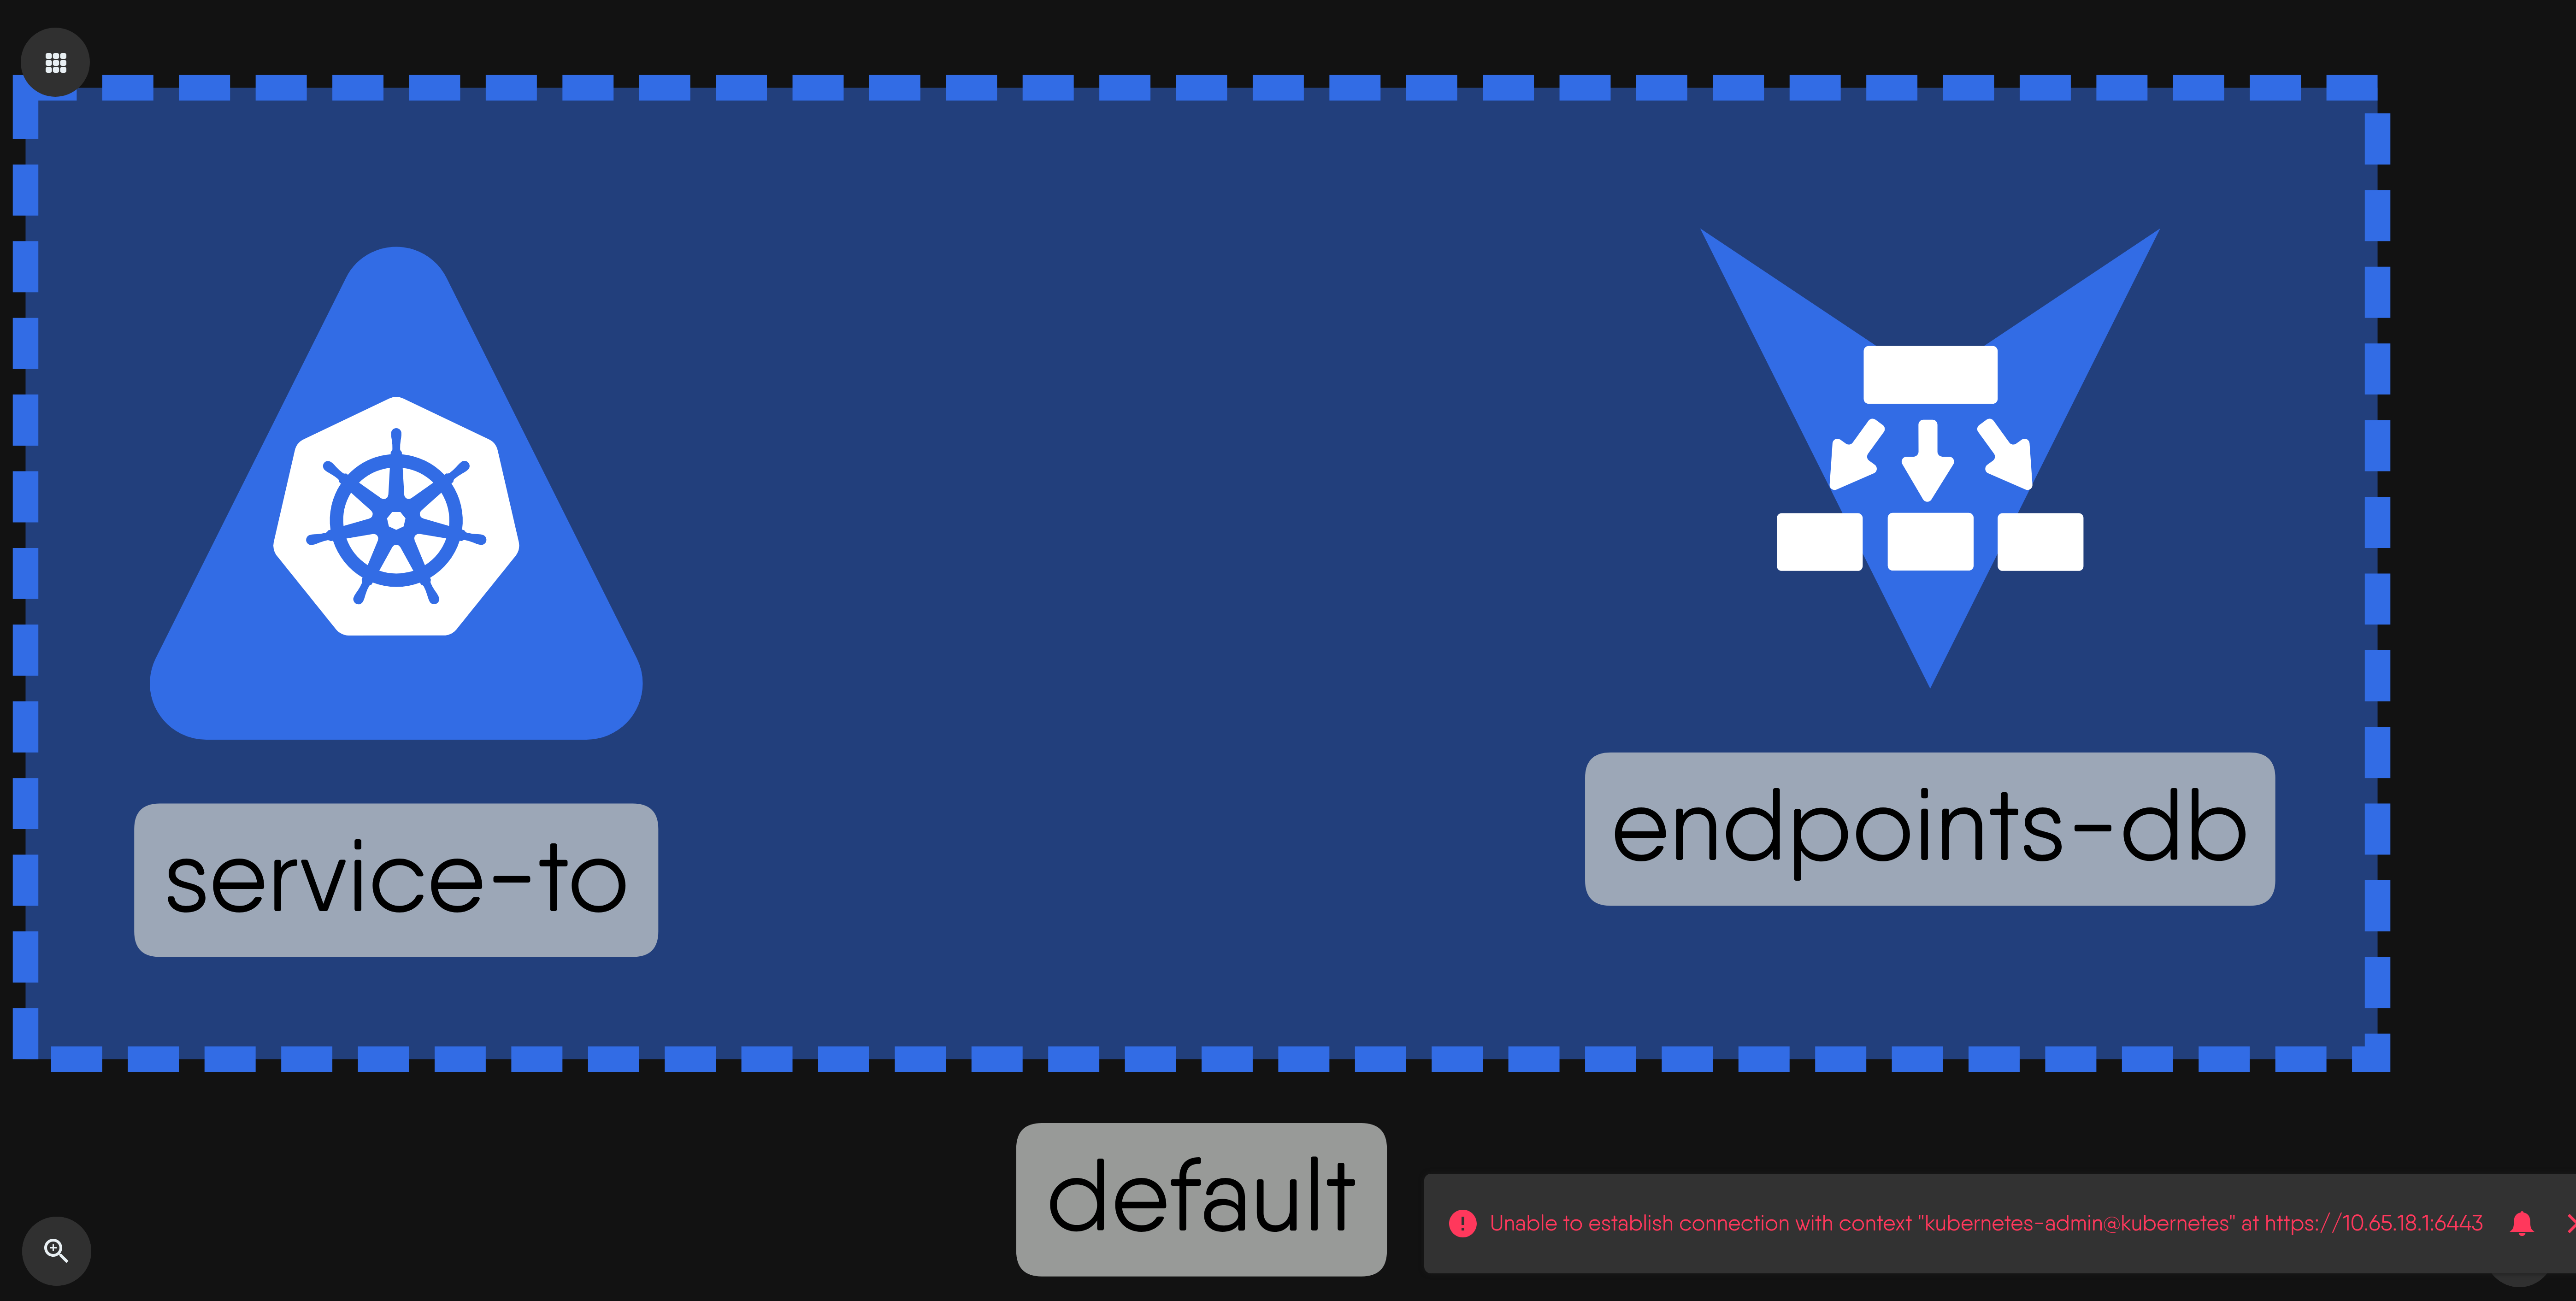 service-to
endpoints-db
default
Unable to establish connection with context "kubernetes-admin@kubernetes" at https://10.65.18.1:6443